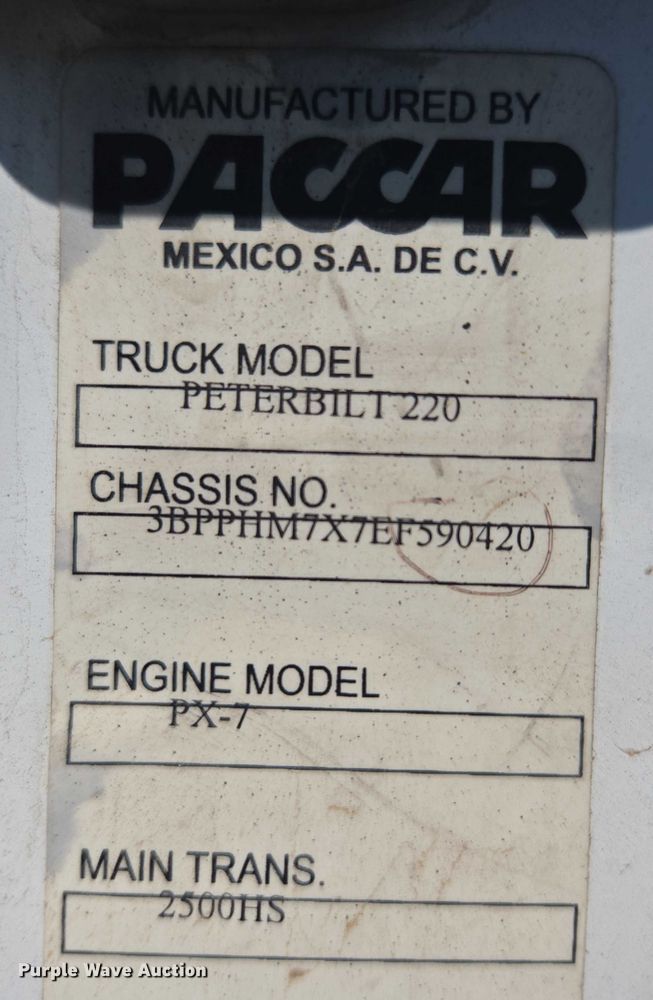 MANUFACTURED BY
PACCAR
MEXICO S.A. DE C.V.
TRUCK MODEL
PETERBILT 220
CHASSIS NO.
3BPPHM7X7EF590420
ENGINE MODEL
PX-7
MAIN TRANS.
2500HS
Purple Wave Auction